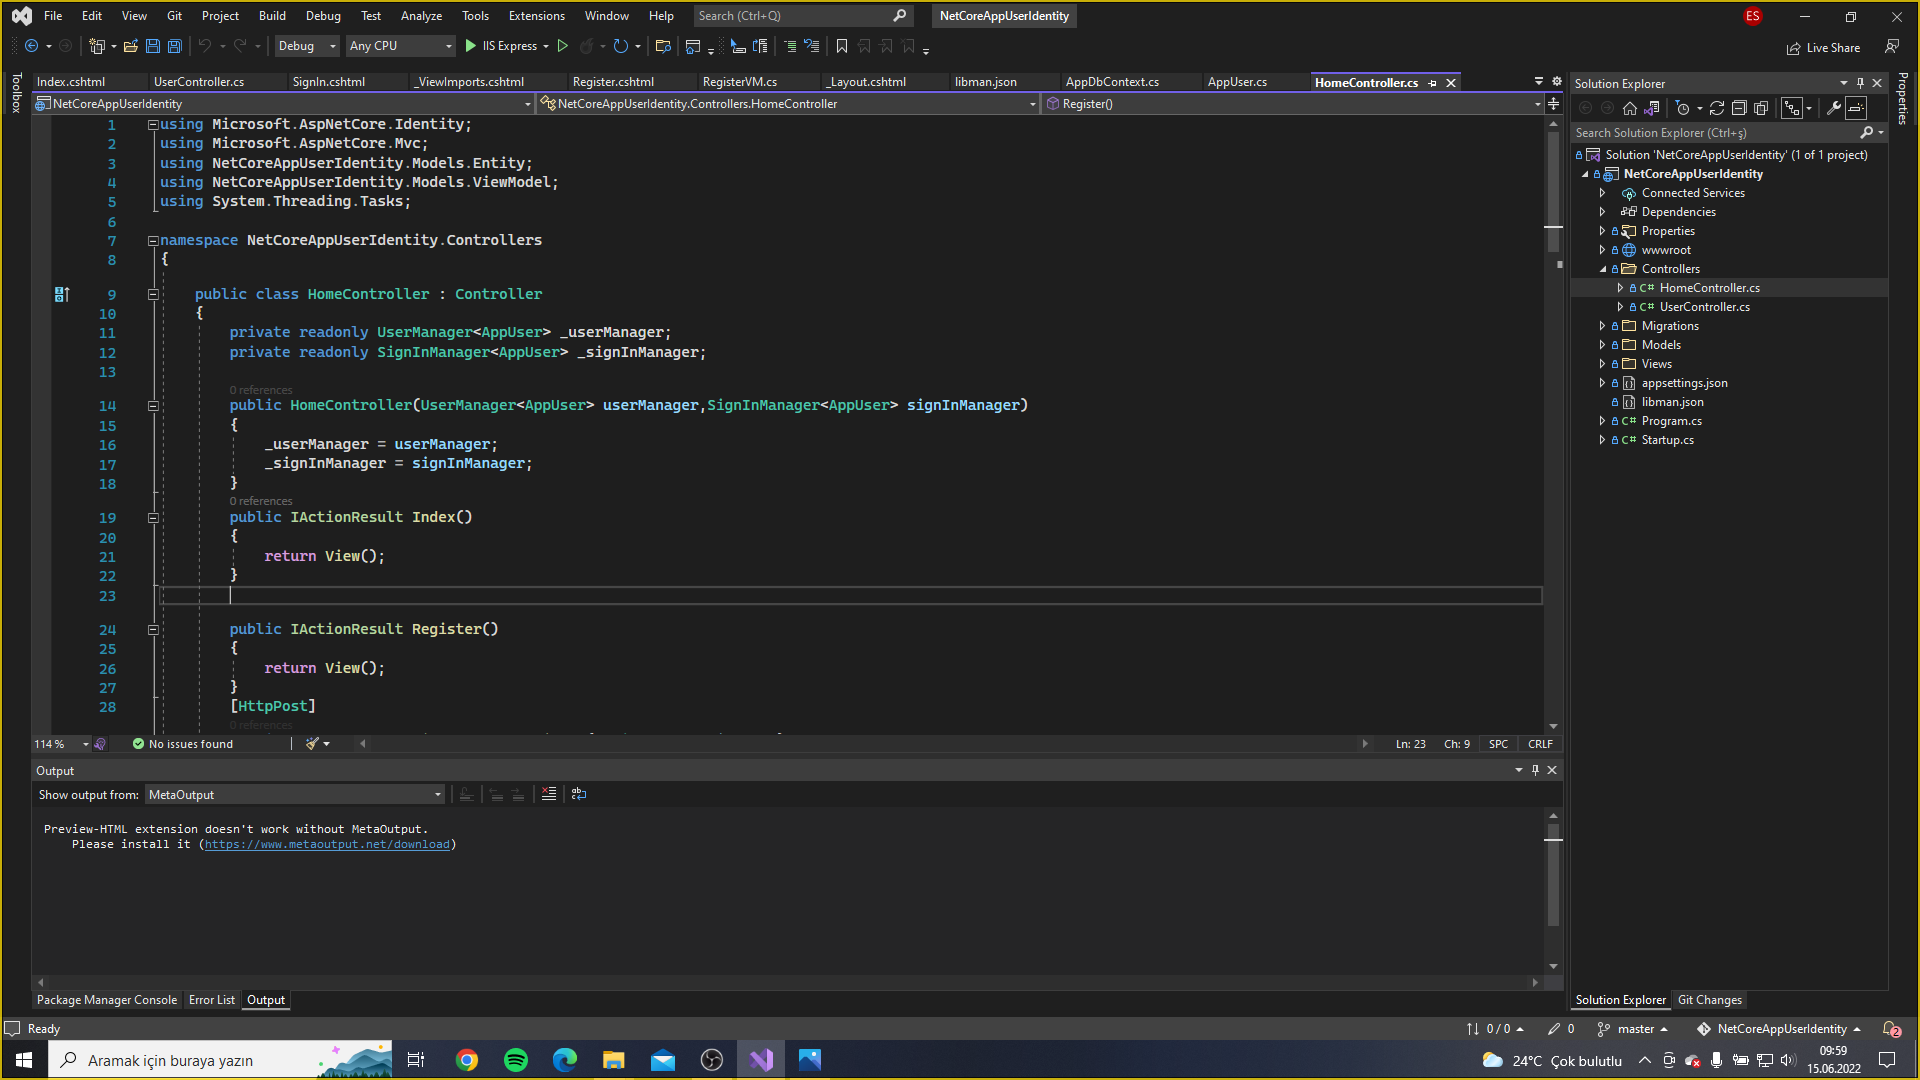 File Edit View Git Project Build Debug Test Analyze Tools Extensions Window Help Search (Ctrl+Q) NetCoreAppUserIdentity ES
Debug Any CPU IIS Express Live Share
Toolbox
Index.cshtml UserController.cs SignIn.cshtml _ViewImports.cshtml Register.cshtml RegisterVM.cs _Layout.cshtml libman.json AppDbContext.cs AppUser.cs HomeController.cs
NetCoreAppUserIdentity NetCoreAppUserIdentity.Controllers.HomeController Register()
1 using Microsoft.AspNetCore.Identity;
2 using Microsoft.AspNetCore.Mvc;
3 using NetCoreAppUserIdentity.Models.Entity;
4 using NetCoreAppUserIdentity.Models.ViewModel;
5 using System.Threading.Tasks;
6
7 namespace NetCoreAppUserIdentity.Controllers
8 {
9 public class HomeController : Controller
10 {
11 private readonly UserManager<AppUser> _userManager;
12 private readonly SignInManager<AppUser> _signInManager;
13
0 references
14 public HomeController(UserManager<AppUser> userManager,SignInManager<AppUser> signInManager)
15 {
16 _userManager = userManager;
17 _signInManager = signInManager;
18 }
0 references
19 public IActionResult Index()
20 {
21 return View();
22 }
23
24 public IActionResult Register()
25 {
26 return View();
27 }
28 [HttpPost]
0 references
114 % No issues found Ln: 23 Ch: 9 SPC CRLF
Output
Show output from: MetaOutput
Preview-HTML extension doesn't work without MetaOutput.
Please install it (https://www.metaoutput.net/download)
Package Manager Console Error List Output
Solution Explorer
Search Solution Explorer (Ctrl+ş)
Solution 'NetCoreAppUserIdentity' (1 of 1 project)
NetCoreAppUserIdentity
Connected Services
Dependencies
Properties
wwwroot
Controllers
C# HomeController.cs
C# UserController.cs
Migrations
Models
Views
appsettings.json
libman.json
C# Program.cs
C# Startup.cs
Solution Explorer Git Changes
Properties
Ready 0 / 0 0 master NetCoreAppUserIdentity 2
Aramak için buraya yazın 24°C Çok bulutlu 09:59
15.06.2022